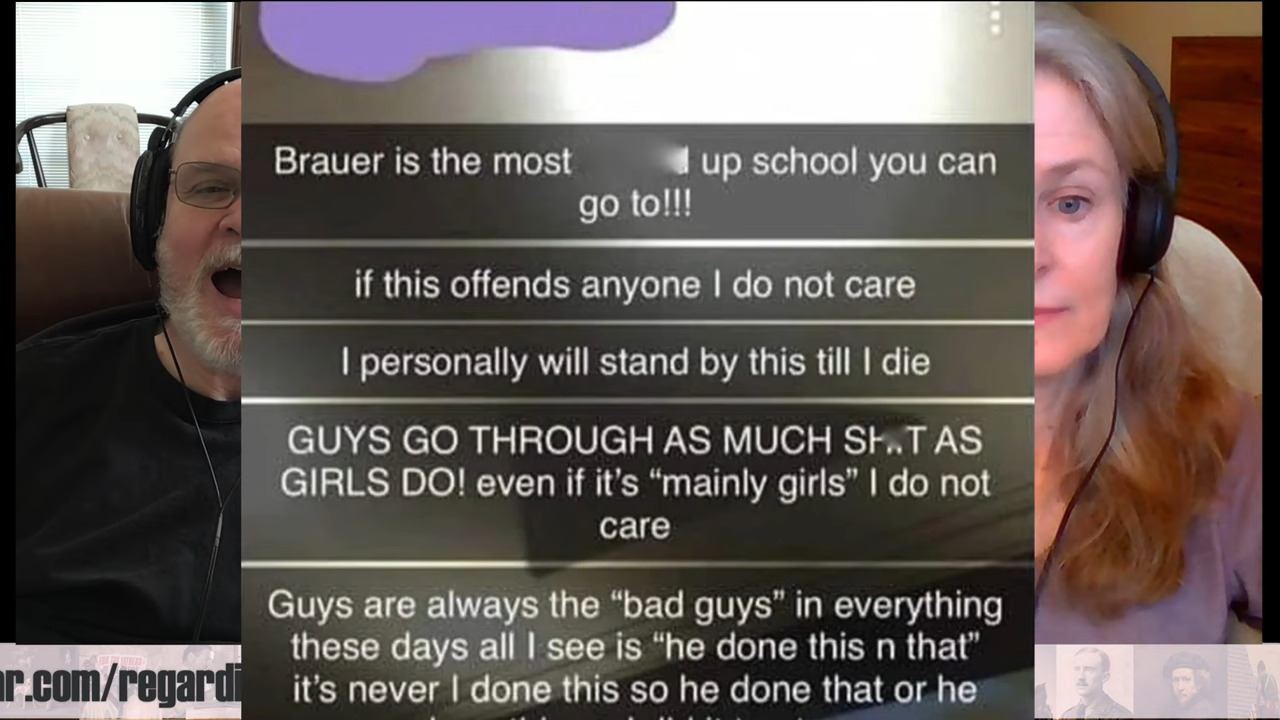 Brauer is the most up school you can
go to!!!
if this offends anyone I do not care
I personally will stand by this till I die
GUYS GO THROUGH AS MUCH SH..T AS
GIRLS DO! even if it's “mainly girls” I do not
care
Guys are always the “bad guys” in everything
these days all I see is “he done this n that”
it's never I done this so he done that or he
ar.com/regardi